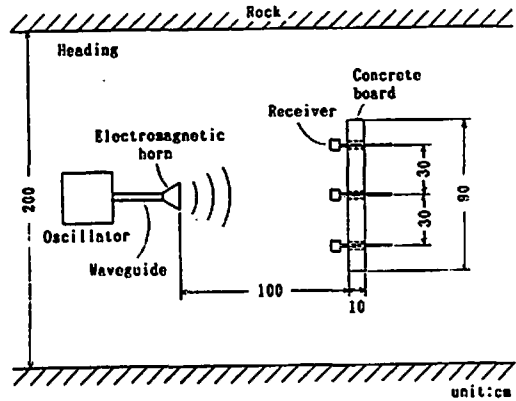 Rock
Heading
Concrete
board
Receiver
Electromagnetic
horn
200
30
30
90
Oscillator
Waveguide
100
10
unit:cm